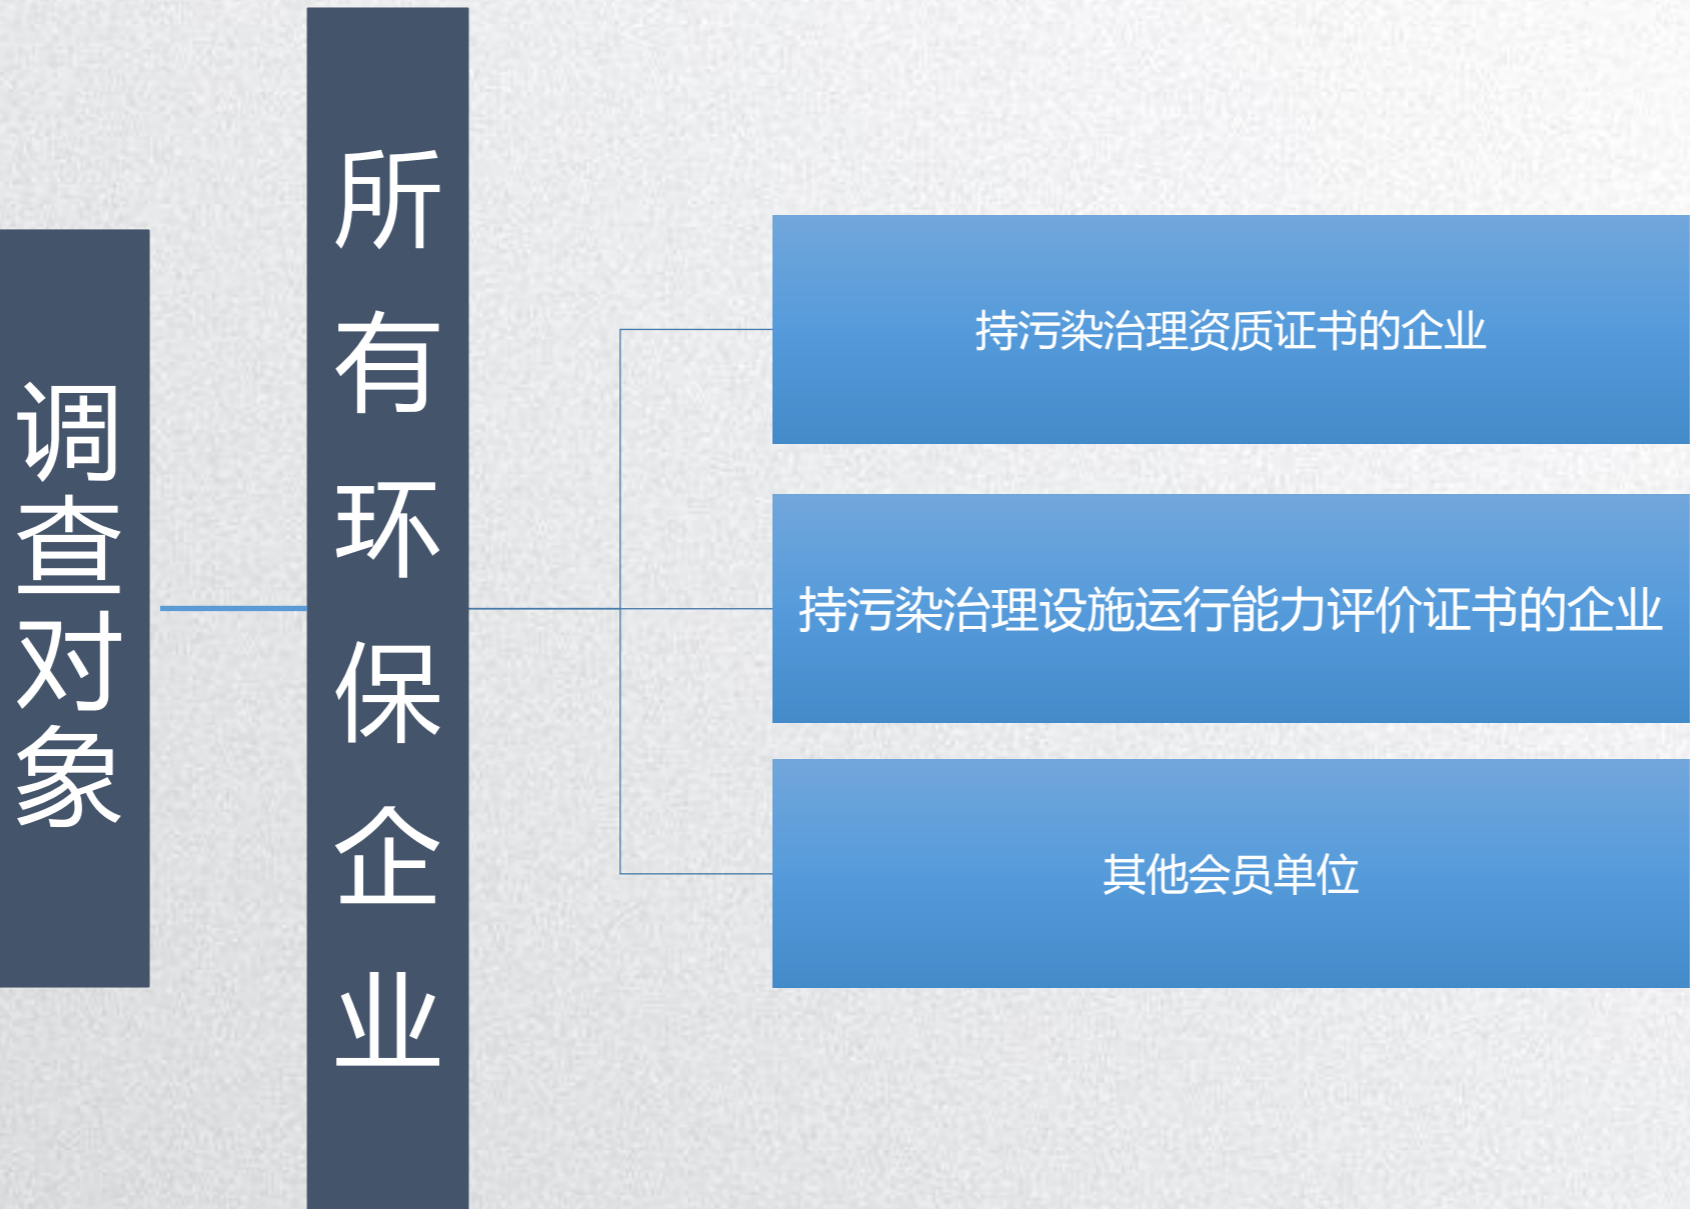 调查对象
所有环保企业
持污染治理资质证书的企业
持污染治理设施运行能力评价证书的企业
其他会员单位